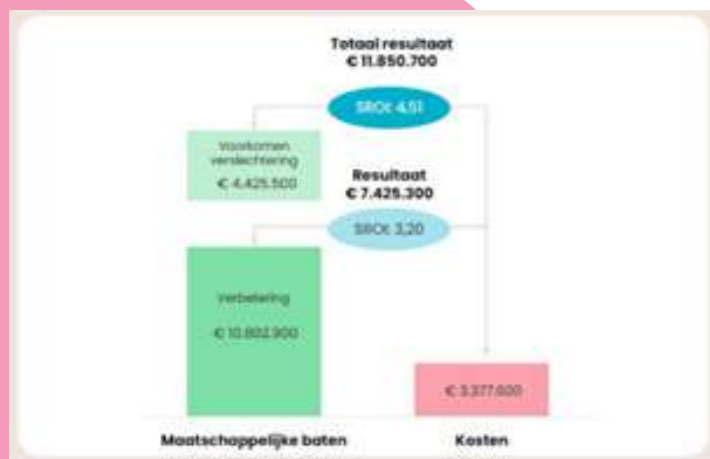 Totaal resultaat
€ 11.850.700
SROI: 4,51
Voorkomen
verslechtering
€ 4.425.500
Resultaat
€ 7.425.300
SROI: 3,20
Verbetering
€ 10.802.900
€ 3.377.600
Maatschappelijke baten
Kosten